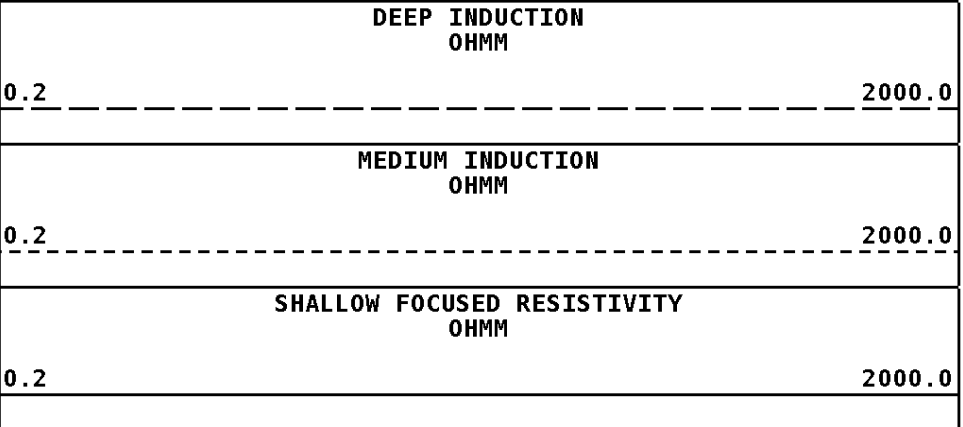 DEEP INDUCTION
OHMM
0.2 2000.0
MEDIUM INDUCTION
OHMM
0.2 2000.0
SHALLOW FOCUSED RESISTIVITY
OHMM
0.2 2000.0